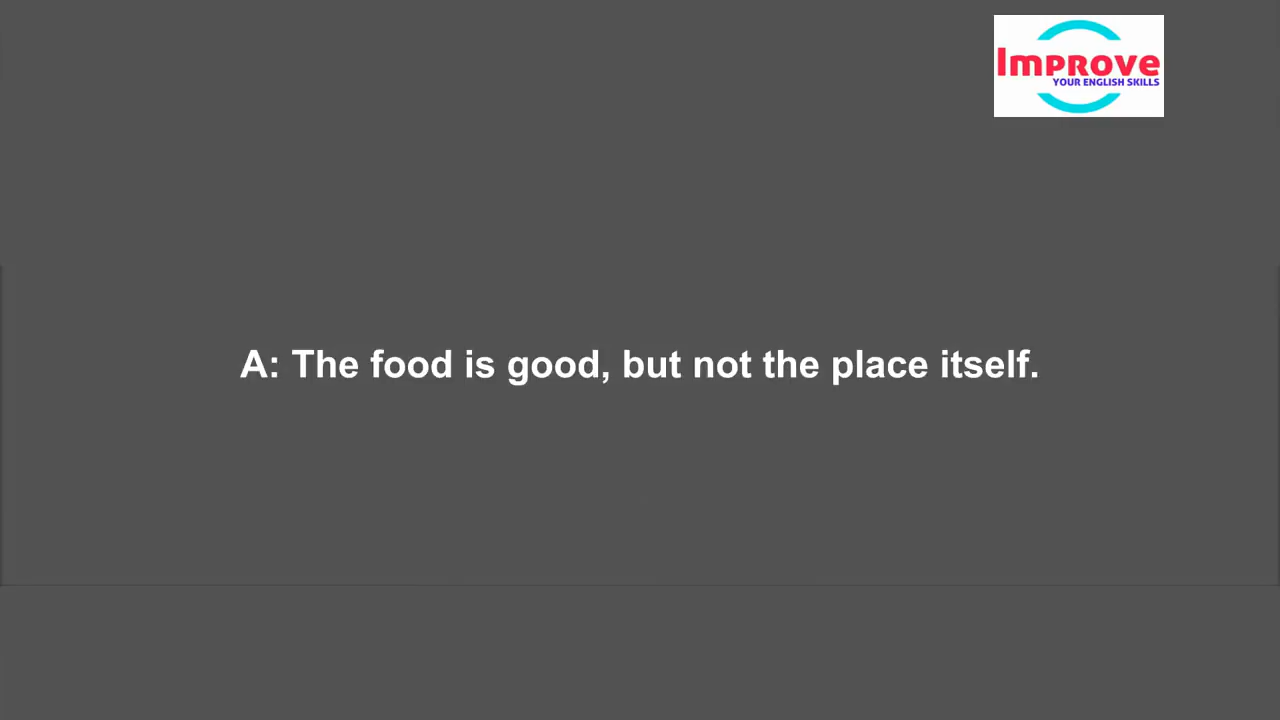 Improve
YOUR ENGLISH SKILLS
A: The food is good, but not the place itself.